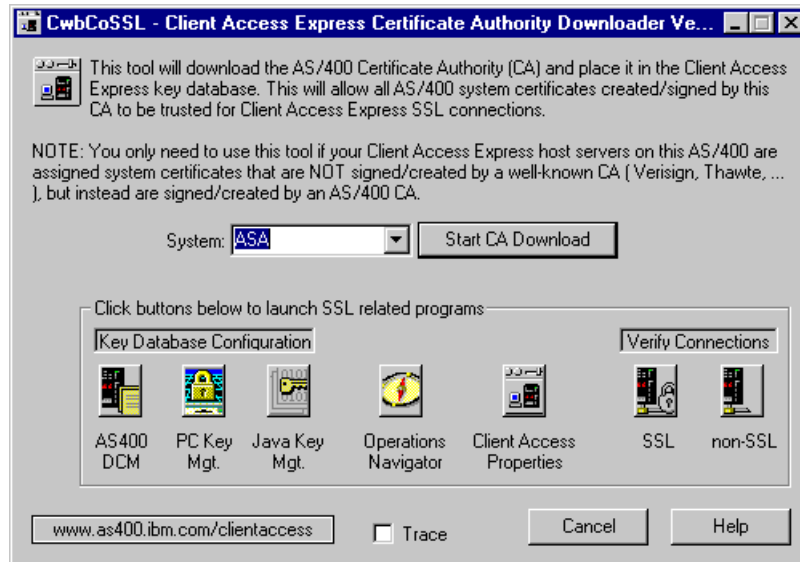 CwbCoSSL - Client Access Express Certificate Authority Downloader Ve...
This tool will download the AS/400 Certificate Authority (CA) and place it in the Client Access
Express key database. This will allow all AS/400 system certificates created/signed by this
CA to be trusted for Client Access Express SSL connections.
NOTE: You only need to use this tool if your Client Access Express host servers on this AS/400 are
assigned system certificates that are NOT signed/created by a well-known CA ( Verisign, Thawte, ...
), but instead are signed/created by an AS/400 CA.
System: ASA Start CA Download
Click buttons below to launch SSL related programs
Key Database Configuration Verify Connections
AS400 PC Key Java Key Operations Client Access SSL non-SSL
DCM Mgt. Mgt. Navigator Properties
www.as400.ibm.com/clientaccess Trace Cancel Help